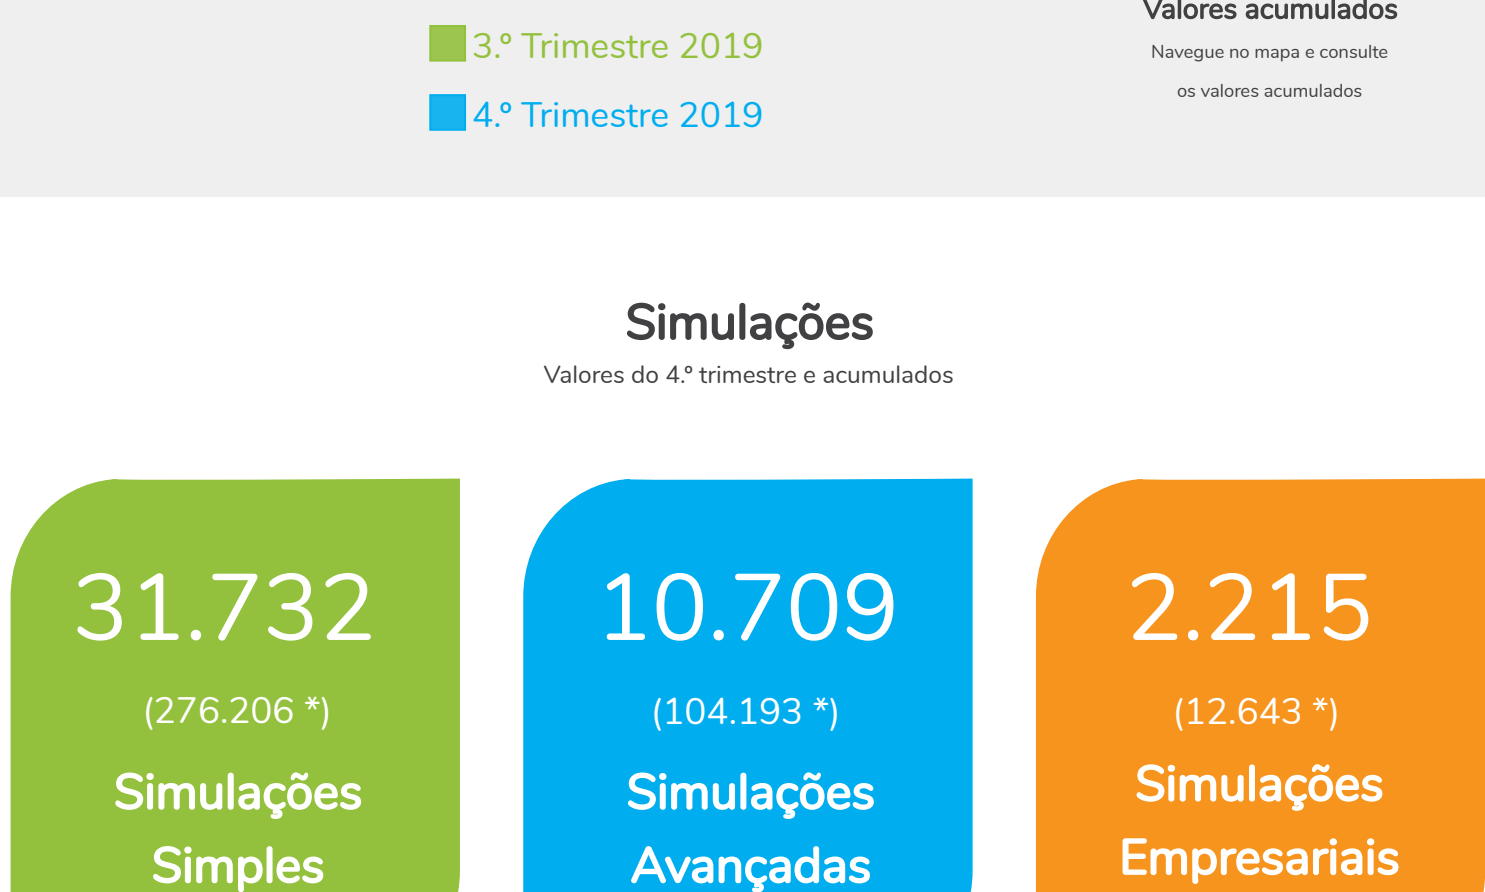 3.º Trimestre 2019
4.º Trimestre 2019
Valores acumulados
Navegue no mapa e consulte
os valores acumulados
Simulações
Valores do 4.º trimestre e acumulados
31.732
(276.206 *)
Simulações
Simples
10.709
(104.193 *)
Simulações
Avançadas
2.215
(12.643 *)
Simulações
Empresariais